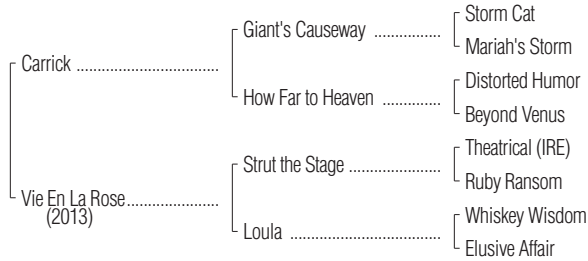 Storm Cat
Giant's Causeway ................
Mariah's Storm
Carrick .................................
Distorted Humor
How Far to Heaven ..............
Beyond Venus
Theatrical (IRE)
Strut the Stage ......................
Ruby Ransom
Vie En La Rose.....................
(2013)
Whiskey Wisdom
Loula ...................................
Elusive Affair